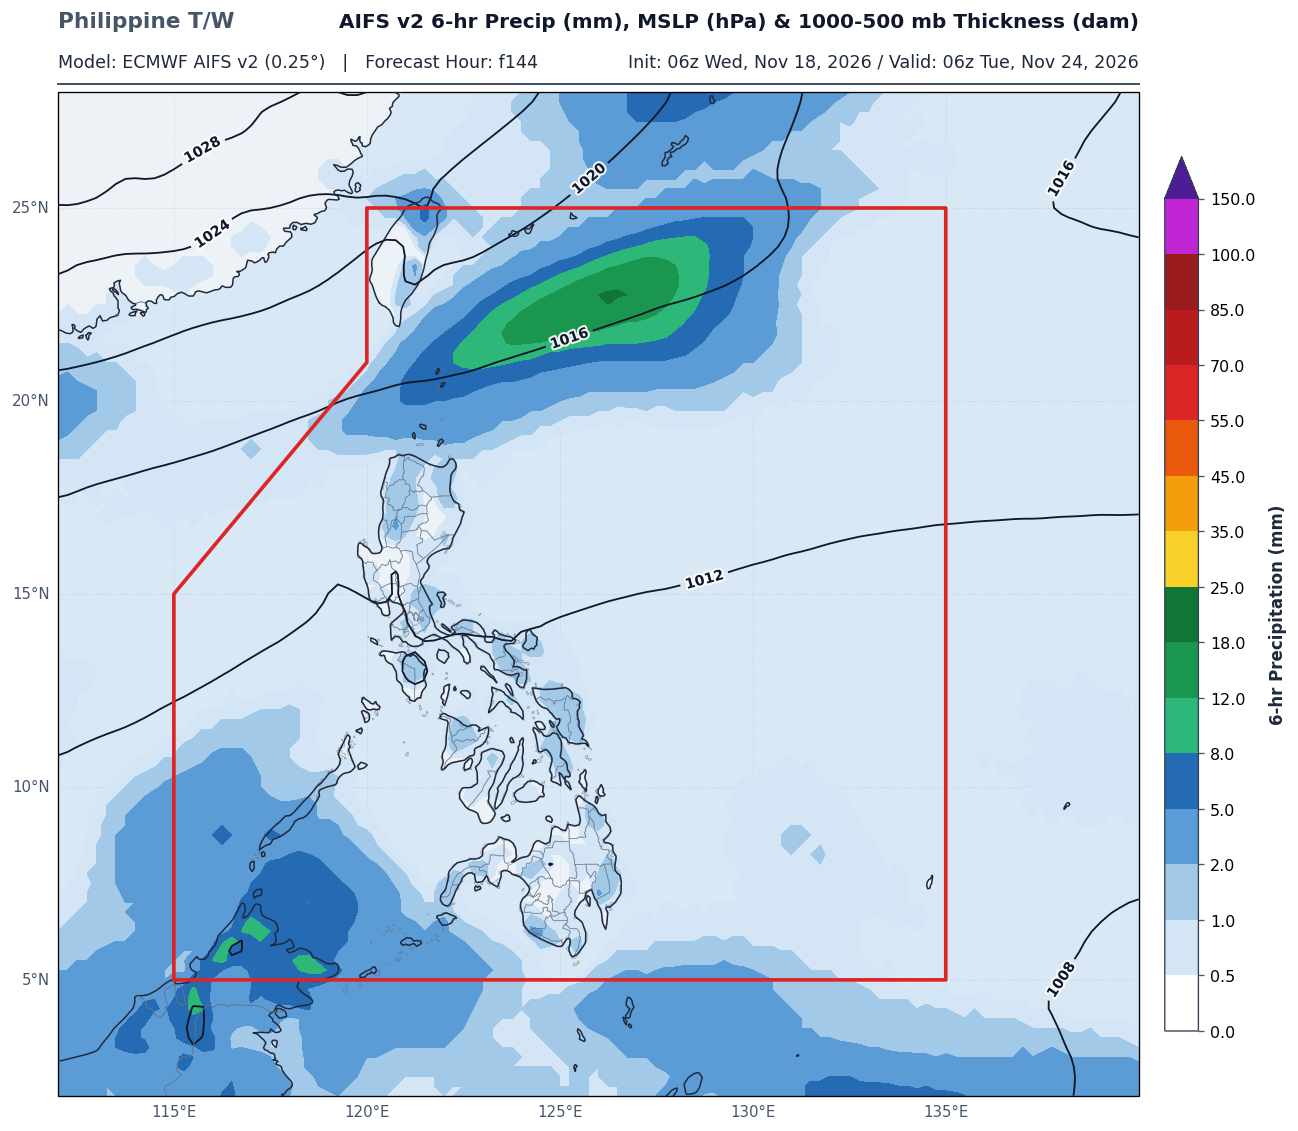 Philippine T/W
AIFS v2 6-hr Precip (mm), MSLP (hPa) & 1000-500 mb Thickness (dam)
Model: ECMWF AIFS v2 (0.25°) | Forecast Hour: f144
Init: 06z Wed, Nov 18, 2026 / Valid: 06z Tue, Nov 24, 2026
1028
1024
1020
1016
1016
1012
1008
25°N
20°N
15°N
10°N
5°N
115°E
120°E
125°E
130°E
135°E
150.0
100.0
85.0
70.0
55.0
45.0
35.0
25.0
18.0
12.0
8.0
5.0
2.0
1.0
0.5
0.0
6-hr Precipitation (mm)